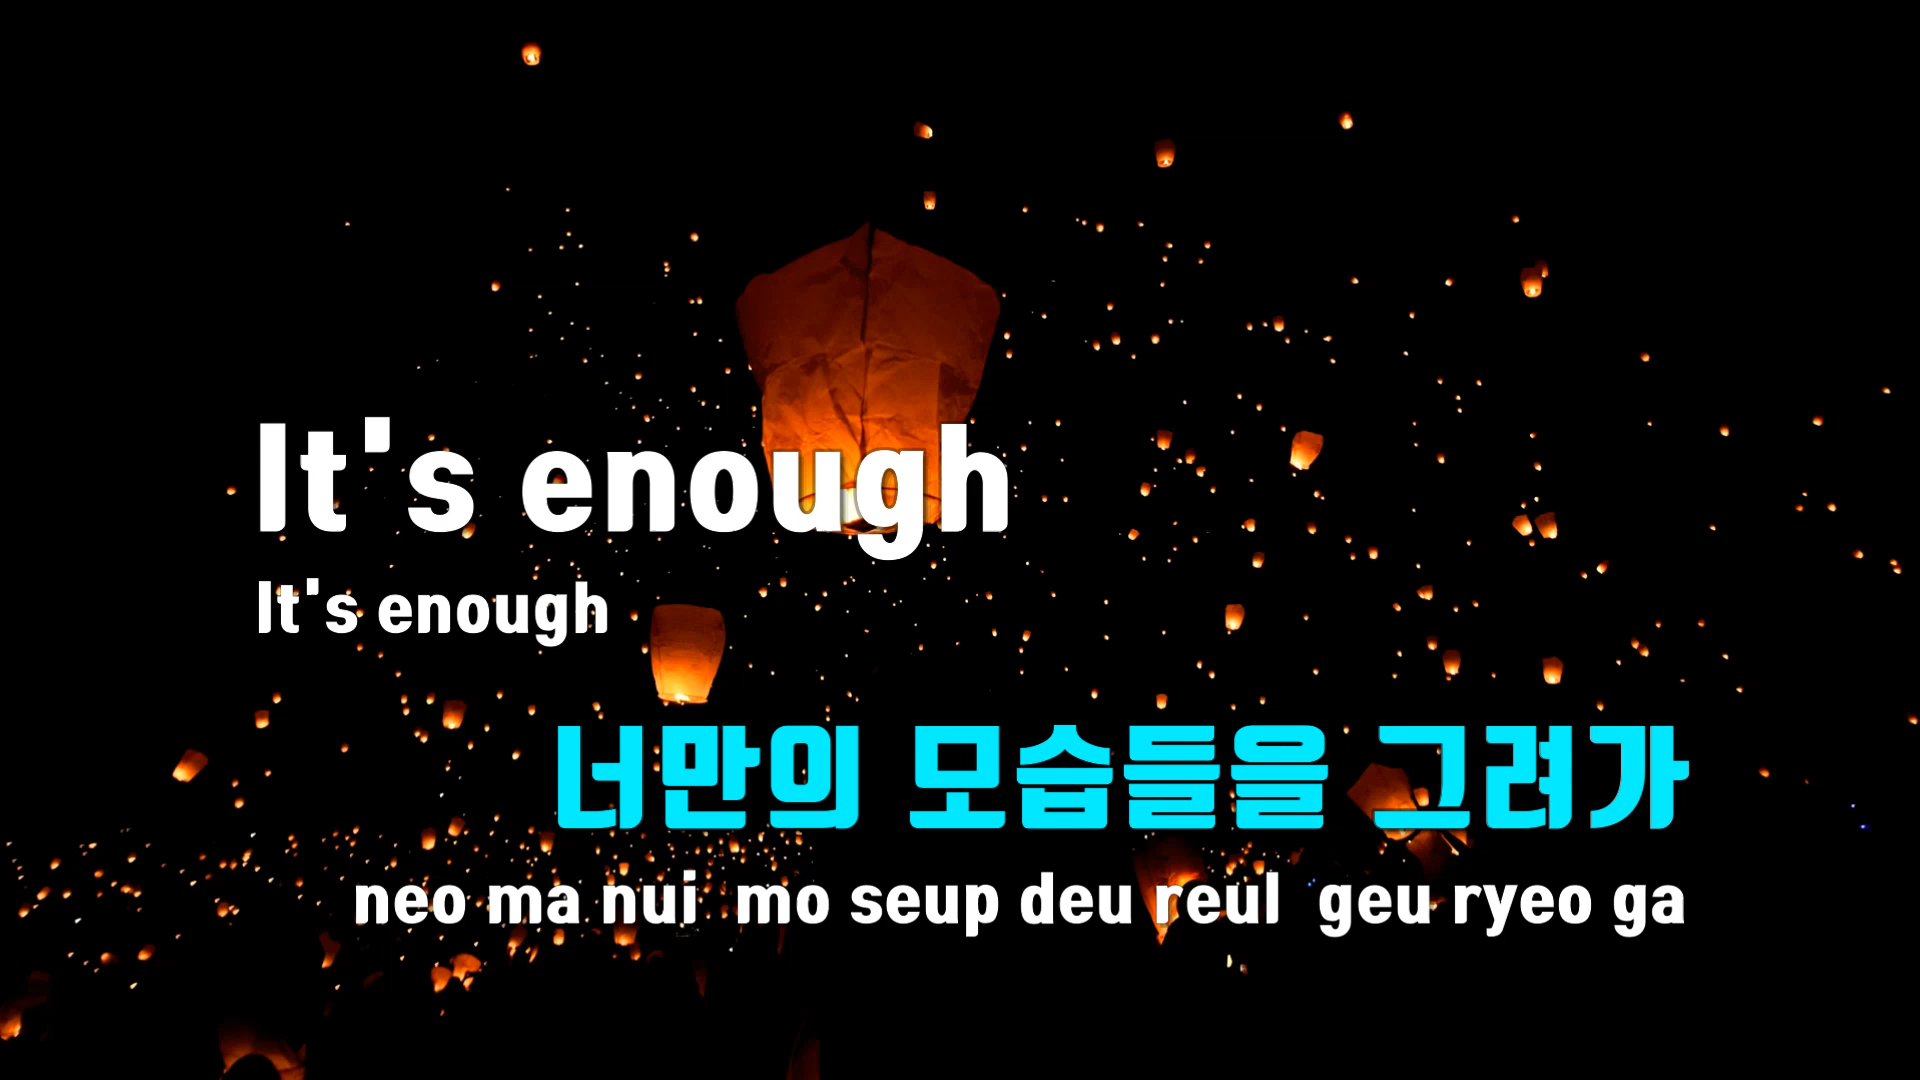 It's enough
It's enough
너만의 모습들을 그려가
neo ma nui  mo seup deu reul  geu ryeo ga